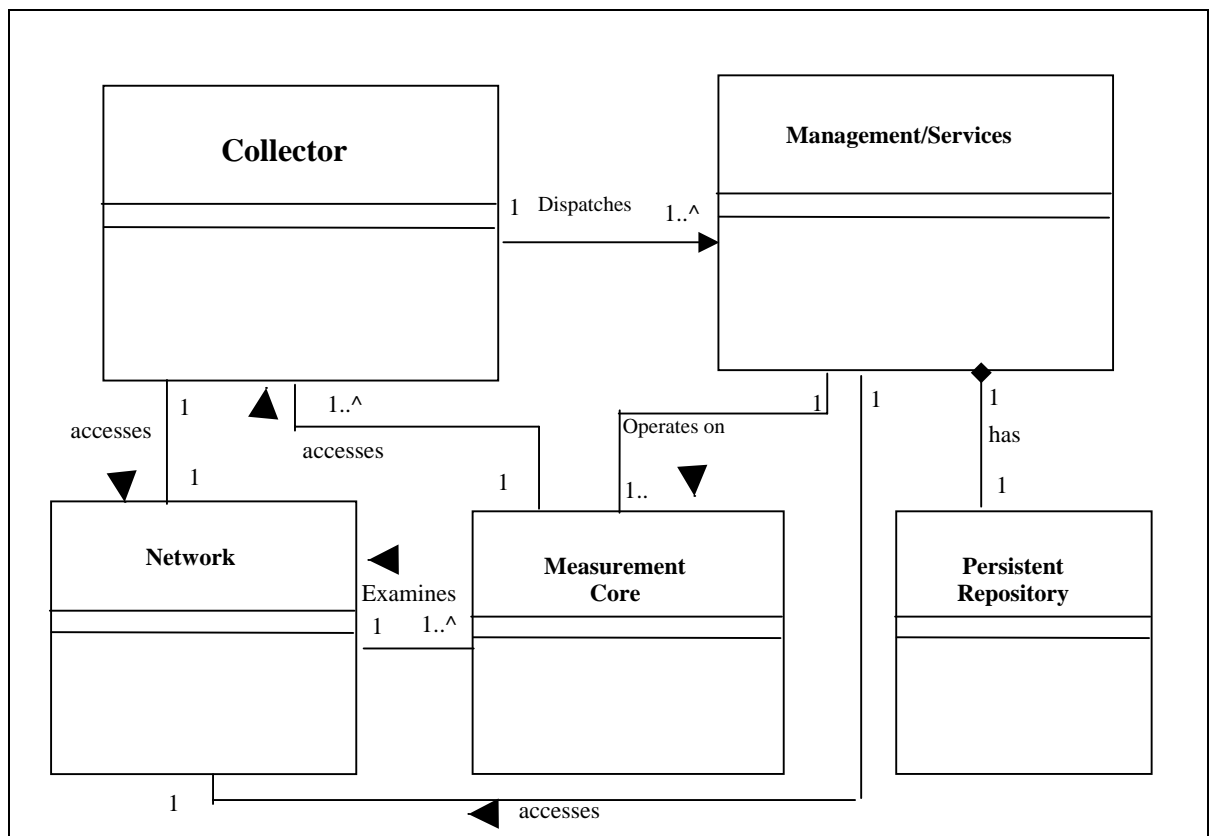 Collector
Management/Services
1 Dispatches 1..^
1
1..^
1
1
1
accesses
accesses
Operates on
has
1
1
1..
1
Network
Measurement
Core
Persistent
Repository
Examines
1 1..^
1
accesses